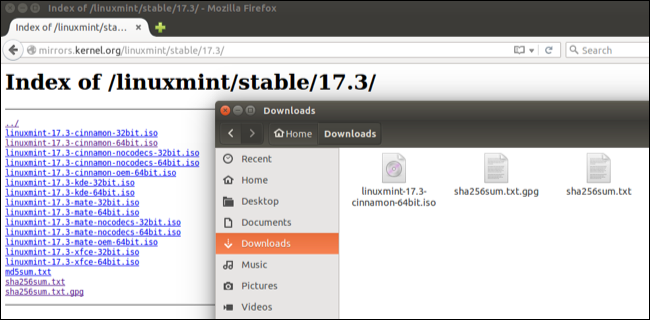 Index of /linuxmint/stable/17.3/ - Mozilla Firefox
Index of /linuxmint/sta... ×
mirrors.kernel.org/linuxmint/stable/17.3/
Search
Index of /linuxmint/stable/17.3/
../
linuxmint-17.3-cinnamon-32bit.iso
linuxmint-17.3-cinnamon-64bit.iso
linuxmint-17.3-cinnamon-nocodecs-32bit.iso
linuxmint-17.3-cinnamon-nocodecs-64bit.iso
linuxmint-17.3-cinnamon-oem-64bit.iso
linuxmint-17.3-kde-32bit.iso
linuxmint-17.3-kde-64bit.iso
linuxmint-17.3-mate-32bit.iso
linuxmint-17.3-mate-64bit.iso
linuxmint-17.3-mate-nocodecs-32bit.iso
linuxmint-17.3-mate-nocodecs-64bit.iso
linuxmint-17.3-mate-oem-64bit.iso
linuxmint-17.3-xfce-32bit.iso
linuxmint-17.3-xfce-64bit.iso
md5sum.txt
sha256sum.txt
sha256sum.txt.gpg
Downloads
Home Downloads
Recent
Home
Desktop
Documents
Downloads
Music
Pictures
Videos
linuxmint-17.3-
cinnamon-64bit.iso
sha256sum.txt.gpg
sha256sum.txt